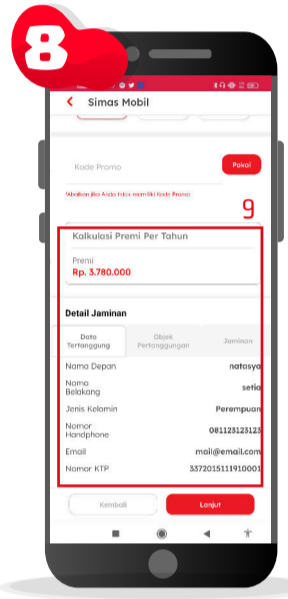 8
Simas Mobil
Kode Promo
Pakai
*Abaikan jika Anda tidak memiliki Kode Promo
9
Kalkulasi Premi Per Tahun
Premi
Rp. 3.780.000
Detail Jaminan
Data Tertanggung
Objek Pertanggungan
Jaminan
Nama Depan natasya
Nama Belakang setia
Jenis Kelamin Perempuan
Nomor Handphone 081123123123
Email mail@email.com
Nomor KTP 3372015111910001
Kembali
Lanjut